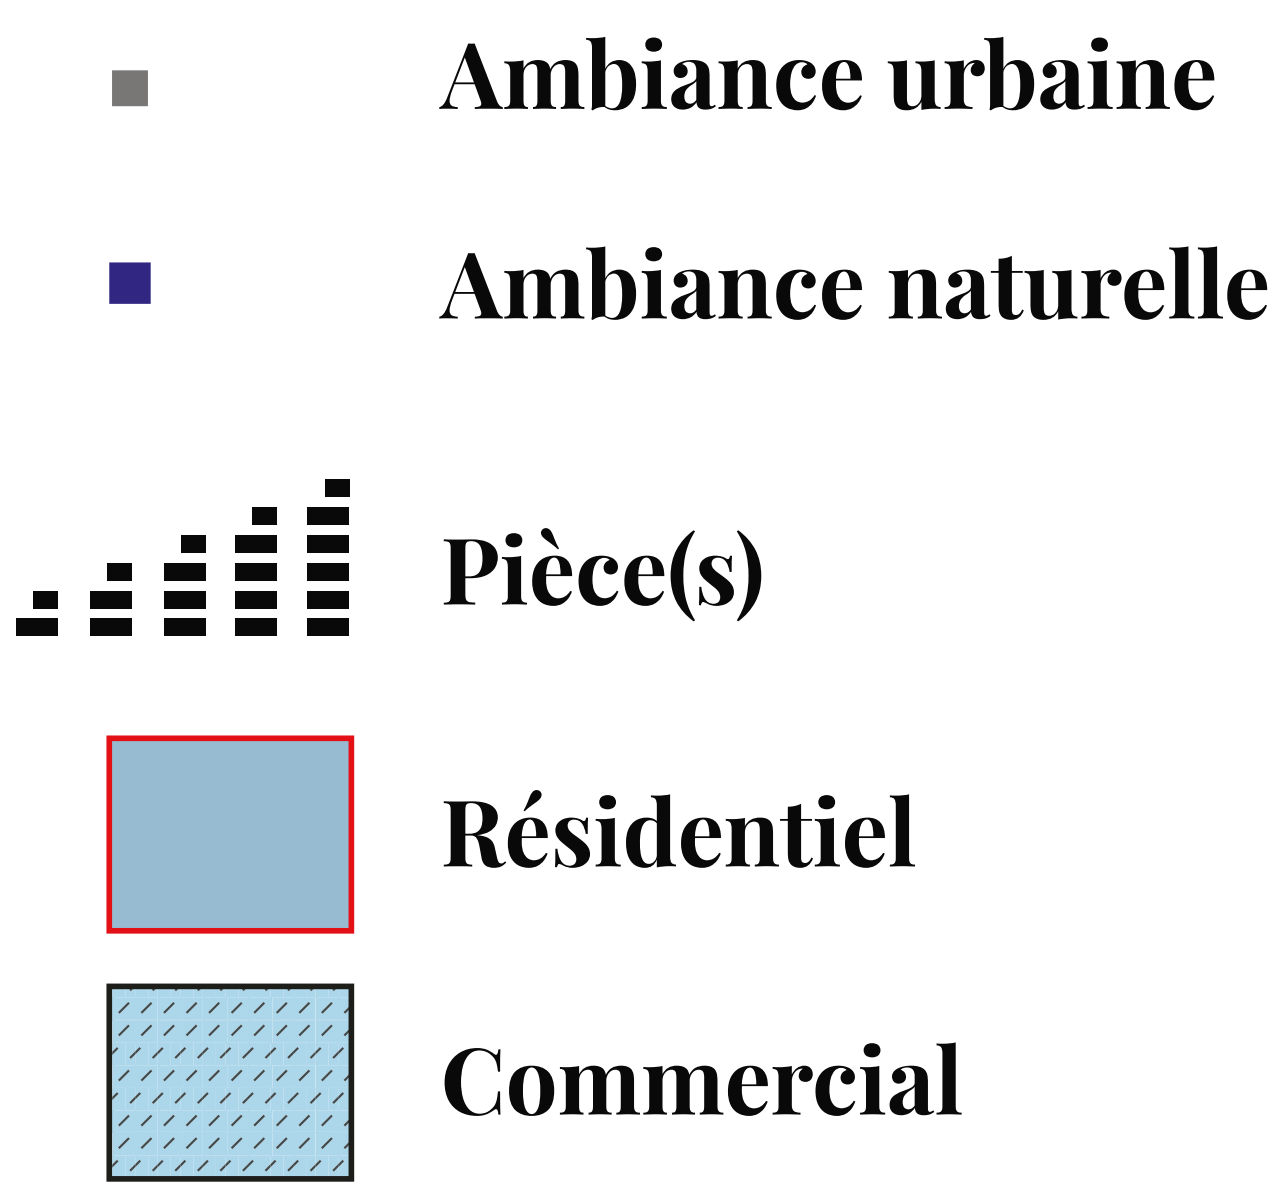 Ambiance urbaine
Ambiance naturelle
Pièce(s)
Résidentiel
Commercial